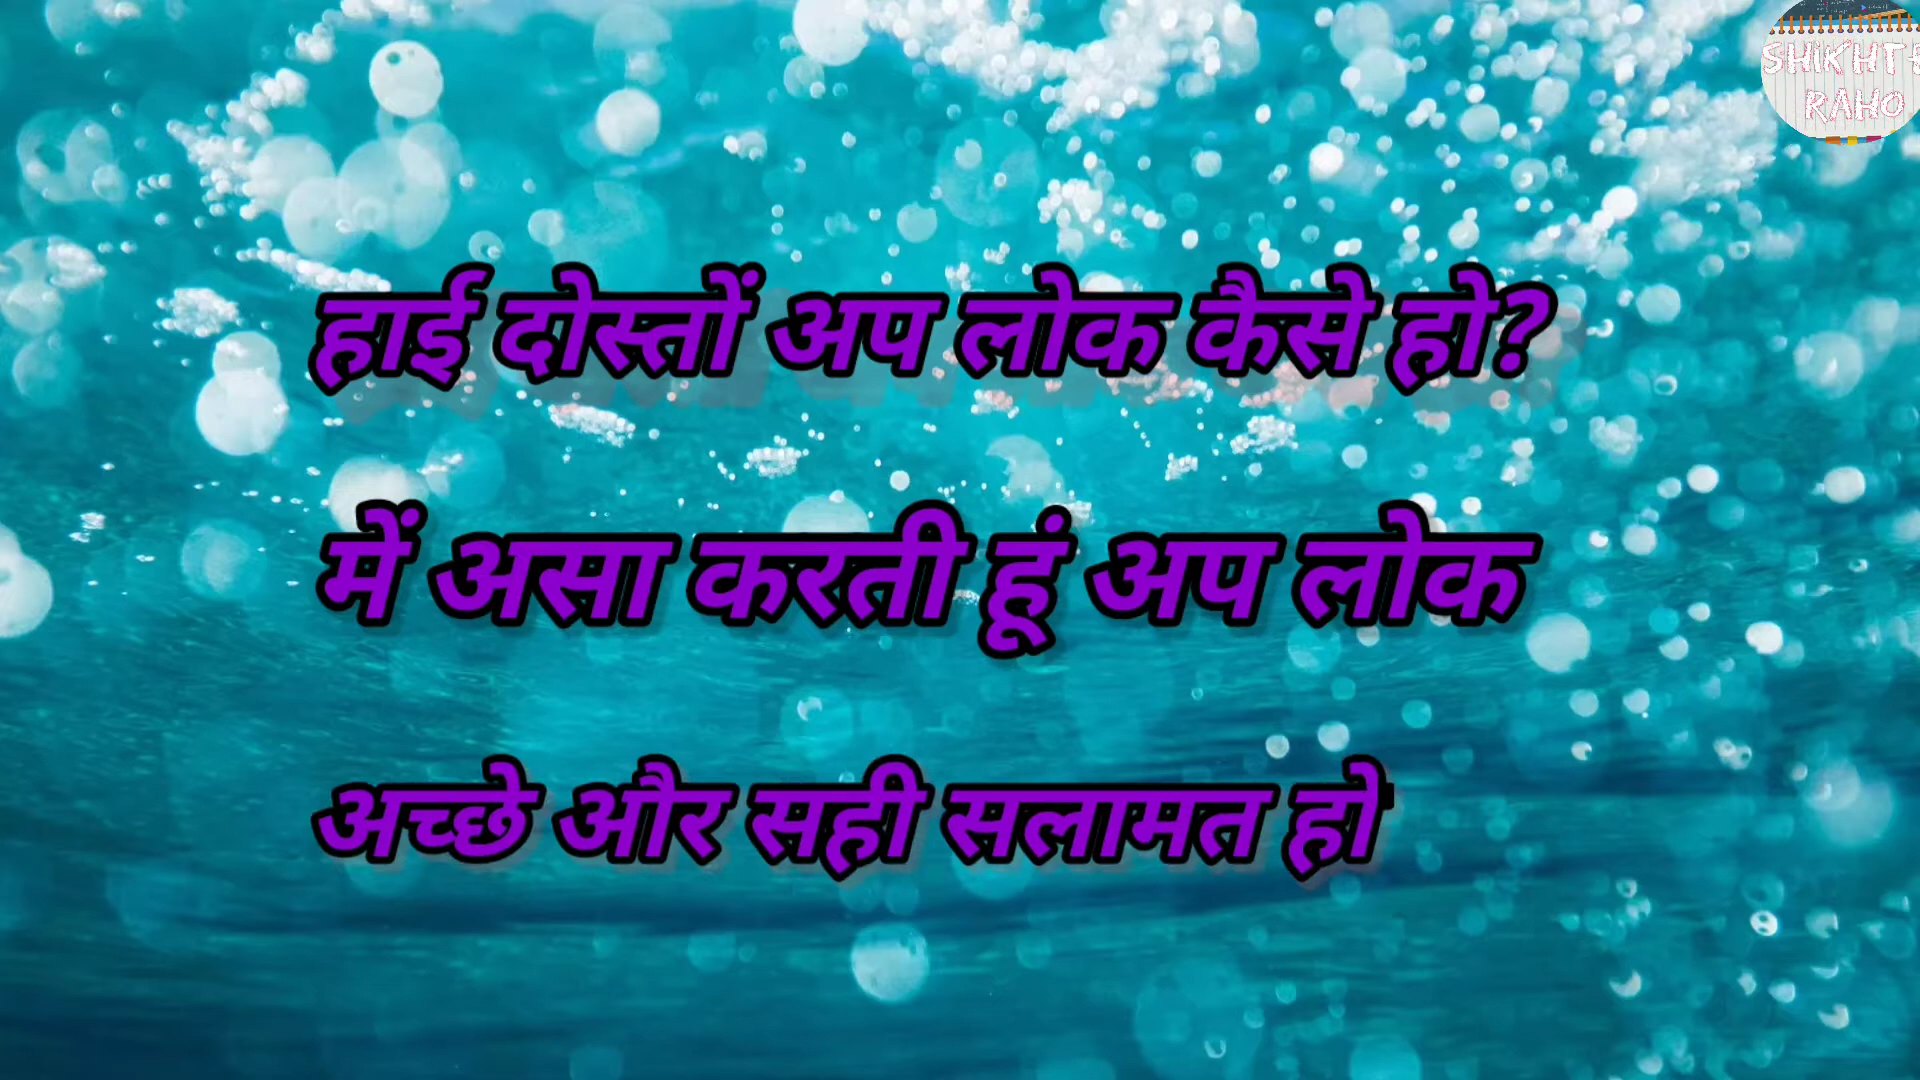 SHIKHTE
RAHO
हाई दोस्तों अप लोक कैसे हो?
में असा करती हूं अप लोक
अच्छे और सही सलामत हो